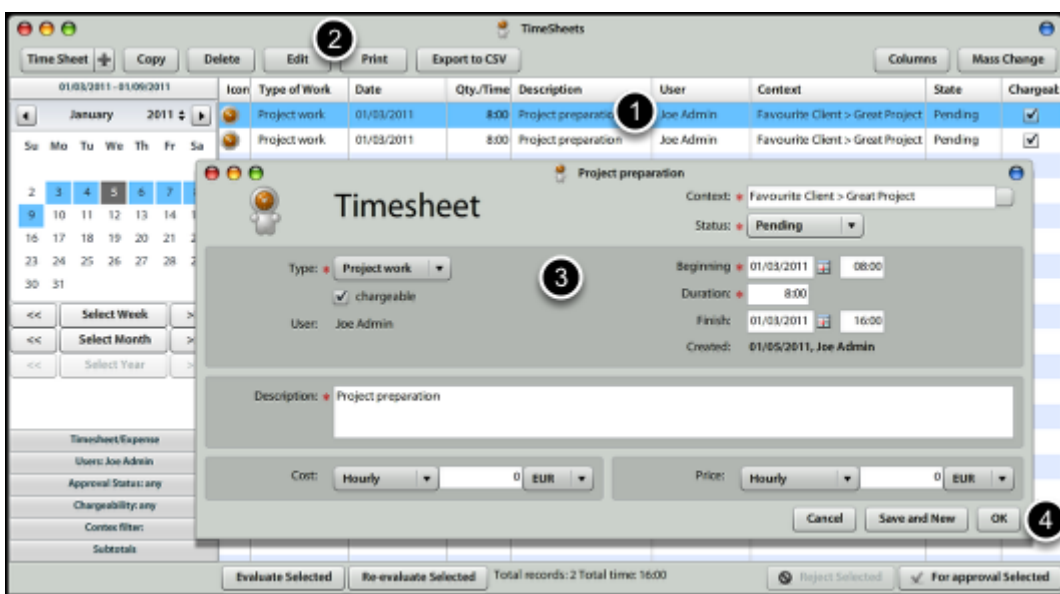 TimeSheets
Time Sheet Copy Delete Edit 2 Print Export to CSV Columns Mass Change
01/03/2011 - 01/09/2011 Icon Type of Work Date Qty./Time Description User Context State Chargeab
January 2011 Project work 01/03/2011 8:00 Project preparation 1 Joe Admin Favourite Client > Great Project Pending
Su Mo Tu We Th Fr Sa Project work 01/03/2011 8:00 Project preparation Joe Admin Favourite Client > Great Project Pending
Project preparation
Timesheet
Context: * Favourite Client > Great Project
Status: * Pending
2 3 4 5 6 7
9 10 11 12 13 14
16 17 18 19 20 21
23 24 25 26 27 28
30 31
Type: * Project work 3 Beginning * 01/03/2011 08:00
chargeable Duration: * 8:00
User: Joe Admin Finish: 01/03/2011 16:00
Created: 01/05/2011, Joe Admin
<< Select Week >
<< Select Month >
<< Select Year >
Description: * Project preparation
Timesheet/Expense
Users: Joe Admin
Approval Status: any
Chargeability: any
Contex filter:
Subtotals
Cost: Hourly 0 EUR Price: Hourly 0 EUR
Cancel Save and New OK 4
Evaluate Selected Re-evaluate Selected Total records: 2 Total time: 16:00 Reject Selected For approval Selected